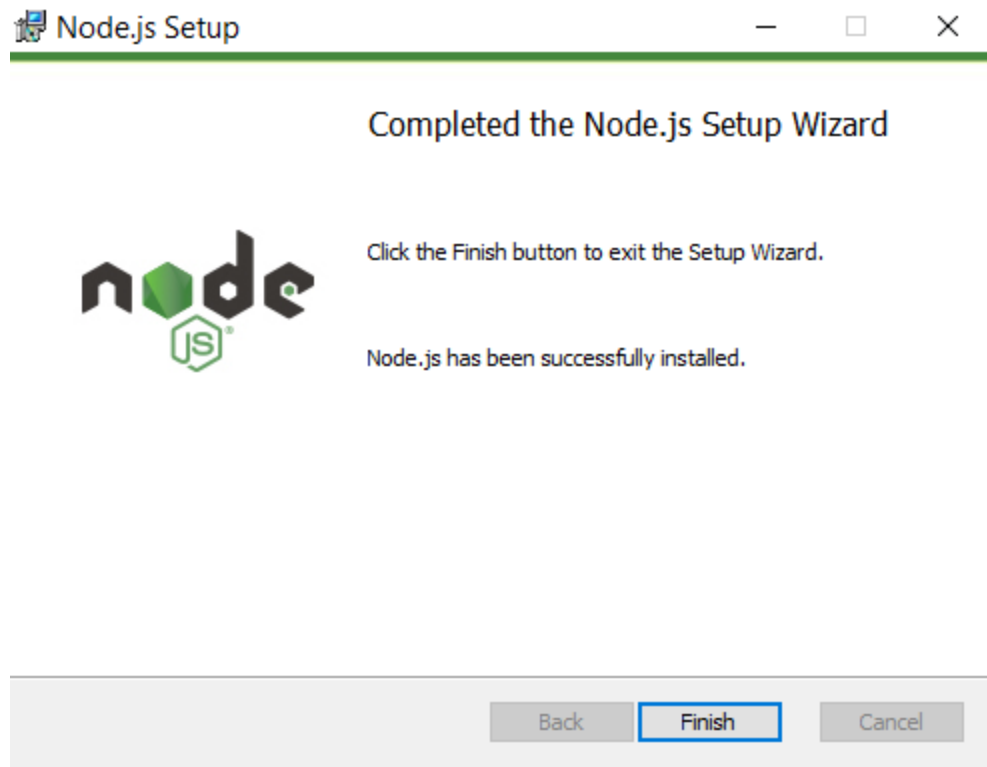 Node.js Setup
Completed the Node.js Setup Wizard
Click the Finish button to exit the Setup Wizard.
node
JS®
Node.js has been successfully installed.
Back Finish Cancel